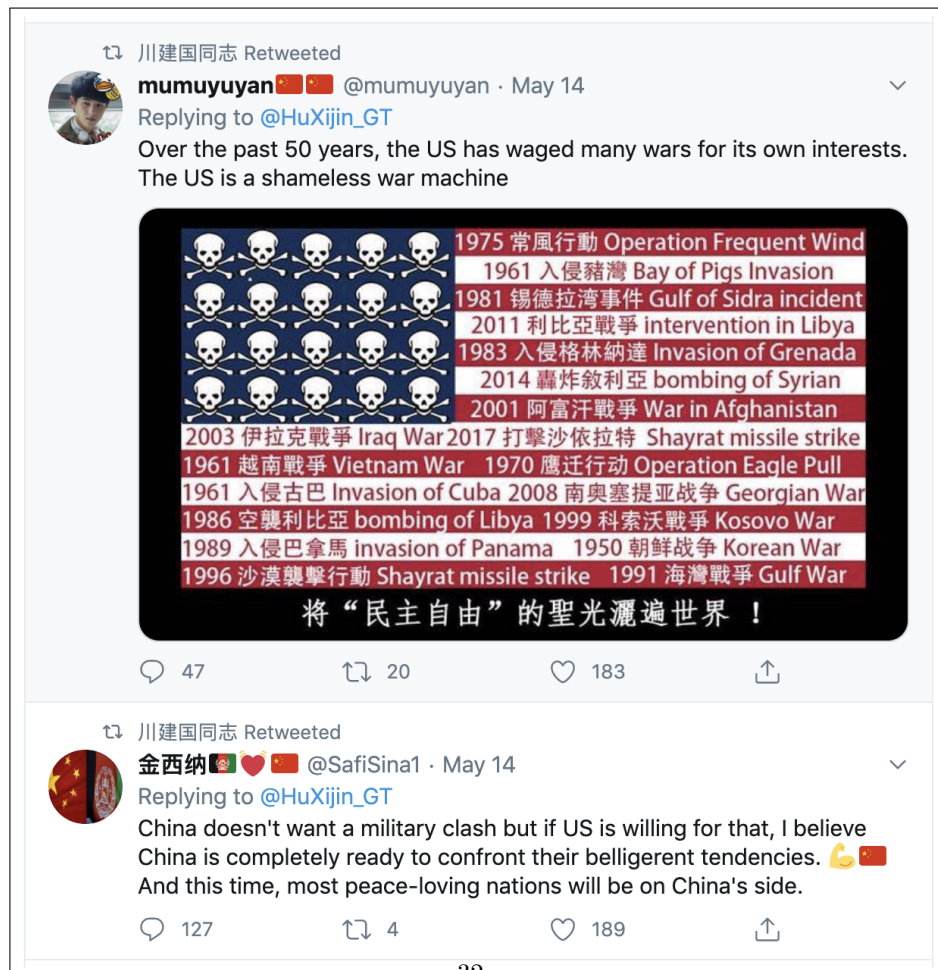 川建国同志 Retweeted
mumuyuyan🇨🇳🇨🇳 @mumuyuyan · May 14
Replying to @HuXijin_GT
Over the past 50 years, the US has waged many wars for its own interests.
The US is a shameless war machine
1975 常風行動 Operation Frequent Wind
1961 入侵豬灣 Bay of Pigs Invasion
1981 锡德拉湾事件 Gulf of Sidra incident
2011 利比亞戰爭 intervention in Libya
1983 入侵格林納達 Invasion of Grenada
2014 轟炸敘利亞 bombing of Syrian
2001 阿富汗戰爭 War in Afghanistan
2003 伊拉克戰爭 Iraq War 2017 打擊沙依拉特 Shayrat missile strike
1961 越南戰爭 Vietnam War 1970 鹰迁行动 Operation Eagle Pull
1961 入侵古巴 Invasion of Cuba 2008 南奥塞提亚战争 Georgian War
1986 空襲利比亞 bombing of Libya 1999 科索沃戰爭 Kosovo War
1989 入侵巴拿馬 invasion of Panama 1950 朝鲜战争 Korean War
1996 沙漠襲擊行動 Shayrat missile strike 1991 海灣戰爭 Gulf War
将“民主自由”的聖光灑遍世界！
47 20 183
川建国同志 Retweeted
金西纳🇦🇫💓🇨🇳 @SafiSina1 · May 14
Replying to @HuXijin_GT
China doesn't want a military clash but if US is willing for that, I believe
China is completely ready to confront their belligerent tendencies. 💪🇨🇳
And this time, most peace-loving nations will be on China's side.
127 4 189